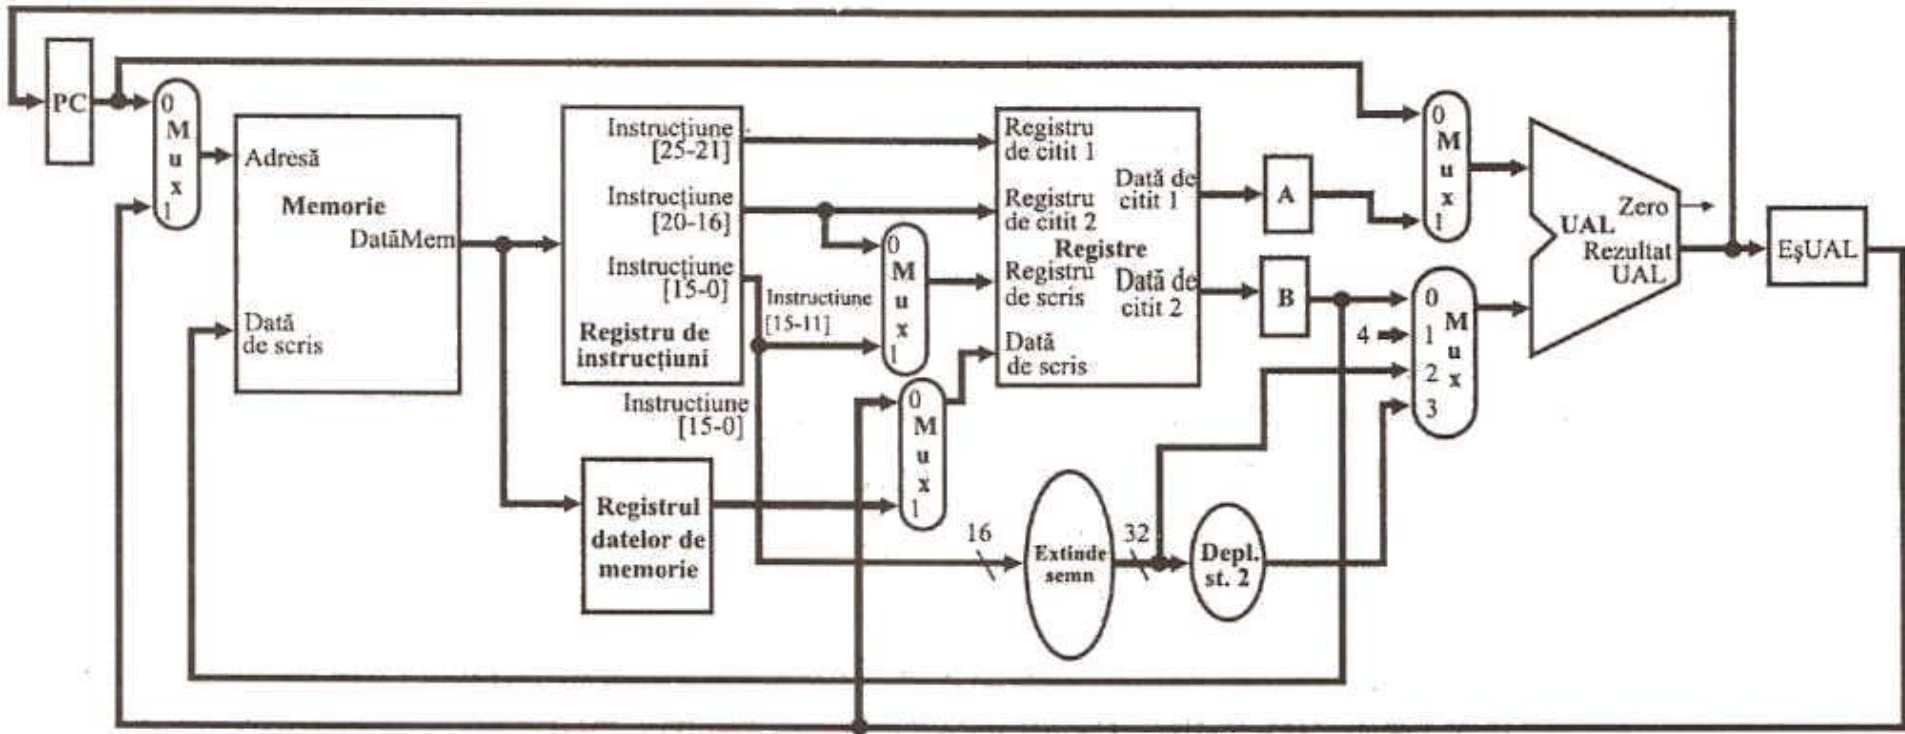 PC
0
M
u
x
1
Adresă
Memorie
DatăMem
Dată
de scris
Instrucțiune
[25-21]
Instrucțiune
[20-16]
Instrucțiune
[15-0]
Registru de
instrucțiuni
Instrucțiune
[15-11]
Instrucțiune
[15-0]
Registrul
datelor de
memorie
0
M
u
x
1
0
M
u
x
1
Registru
de citit 1
Registru
de citit 2
Registre
Registru
de scris
Dată
de scris
Dată de
citit 1
Dată de
citit 2
A
B
16
Extinde
semn
32
Depl.
st. 2
0
M
u
x
1
4
0
1
2
3
M
u
x
UAL
Zero
Rezultat
UAL
EșUAL